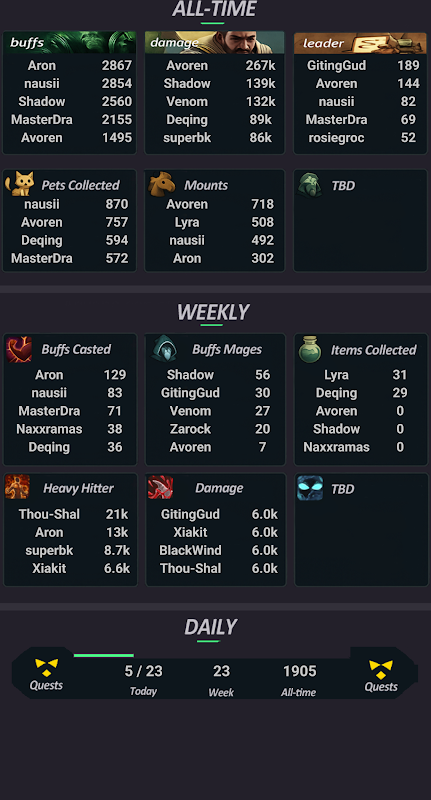 ALL-TIME
buffs
Aron 2867
nausii 2854
Shadow 2560
MasterDra 2155
Avoren 1495
damage
Avoren 267k
Shadow 139k
Venom 132k
Deqing 89k
superbk 86k
leader
GitingGud 189
Avoren 144
nausii 82
MasterDra 69
rosiegroc 52
Pets Collected
nausii 870
Avoren 757
Deqing 594
MasterDra 572
Mounts
Avoren 718
Lyra 508
nausii 492
Aron 302
TBD
WEEKLY
Buffs Casted
Aron 129
nausii 83
MasterDra 71
Naxxramas 38
Deqing 36
Buffs Mages
Shadow 56
GitingGud 30
Venom 27
Zarock 20
Avoren 7
Items Collected
Lyra 31
Deqing 29
Avoren 0
Shadow 0
Naxxramas 0
Heavy Hitter
Thou-Shal 21k
Aron 13k
superbk 8.7k
Xiakit 6.6k
Damage
GitingGud 6.0k
Xiakit 6.0k
BlackWind 6.0k
Thou-Shal 6.0k
TBD
DAILY
Quests
5 / 23
Today
23
Week
1905
All-time
Quests